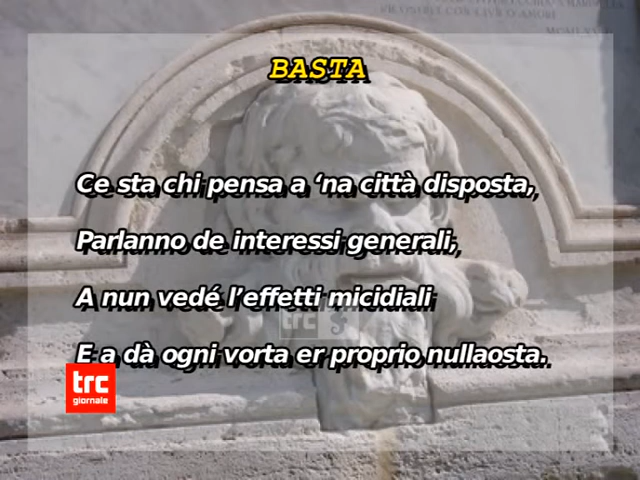 BASTA
Ce sta chi pensa a ‘na città disposta,
Parlanno de interessi generali,
A nun vedé l’effetti micidiali
E a dà ogni vorta er proprio nullaosta.
trc
giornale
trc